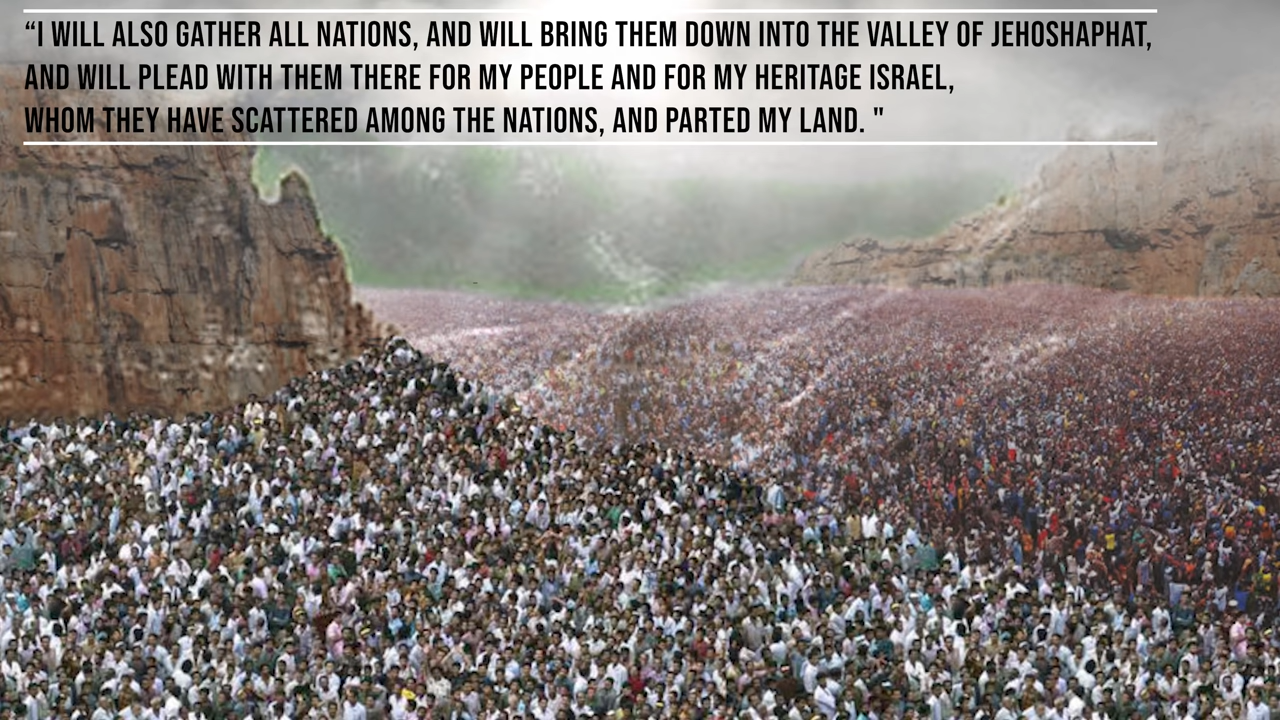 “I WILL ALSO GATHER ALL NATIONS, AND WILL BRING THEM DOWN INTO THE VALLEY OF JEHOSHAPHAT,
AND WILL PLEAD WITH THEM THERE FOR MY PEOPLE AND FOR MY HERITAGE ISRAEL,
WHOM THEY HAVE SCATTERED AMONG THE NATIONS, AND PARTED MY LAND. "